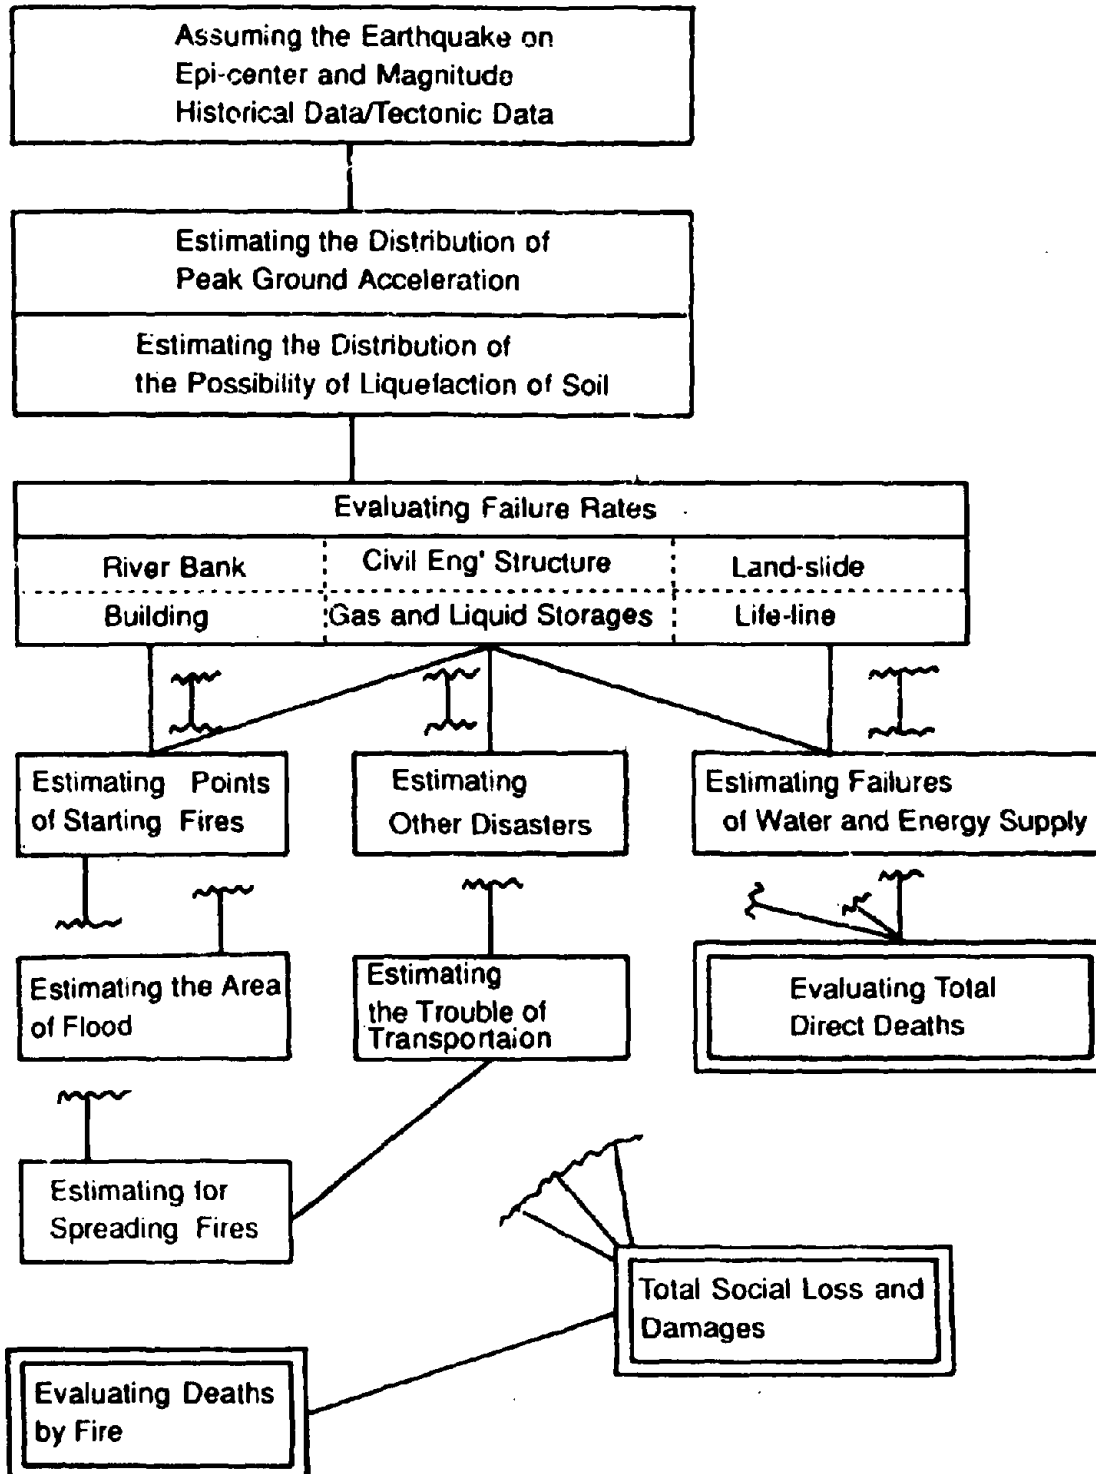 Assuming the Earthquake on
Epi-center and Magnitude
Historical Data/Tectonic Data
Estimating the Distribution of
Peak Ground Acceleration
Estimating the Distribution of
the Possibility of Liquefaction of Soil
Evaluating Failure Rates
River Bank
Civil Eng' Structure
Land-slide
Building
Gas and Liquid Storages
Life-line
Estimating Points
of Starting Fires
Estimating
Other Disasters
Estimating Failures
of Water and Energy Supply
Estimating the Area
of Flood
Estimating
the Trouble of
Transportaion
Evaluating Total
Direct Deaths
Estimating for
Spreading Fires
Total Social Loss and
Damages
Evaluating Deaths
by Fire